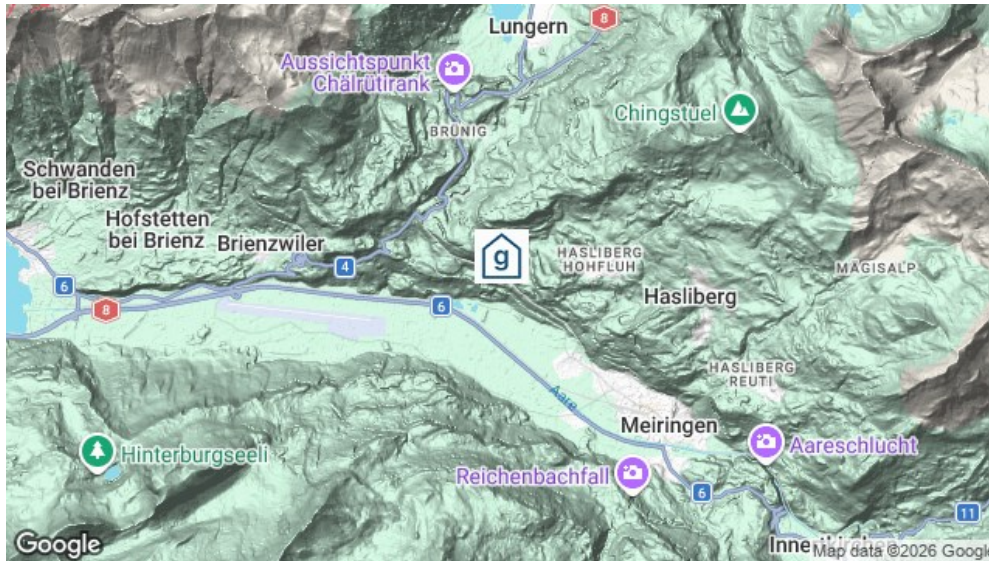 Lungern
8
Aussichtspunkt
Chälrütirank
Chingstuel
BRÜNIG
Schwanden
bei Brienz
Hofstetten
bei Brienz
Brienzwiler
g
HASLIBERG
HOHFLUH
MÄGISALP
4
6
6
8
Hasliberg
HASLIBERG
REUTI
Aare
Meiringen
Aareschlucht
Hinterburgseeli
Reichenbachfall
6
11
Google
Map data ©2026 Google